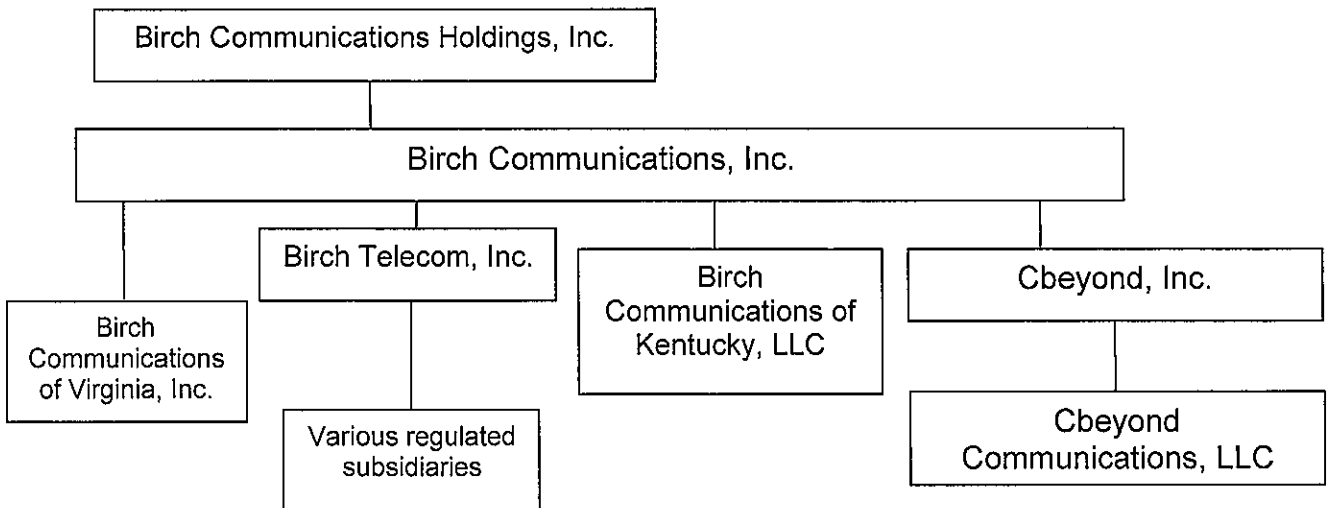 Birch Communications Holdings, Inc.
Birch Communications, Inc.
Birch
Communications
of Virginia, Inc.
Birch Telecom, Inc.
Various regulated
subsidiaries
Birch
Communications of
Kentucky, LLC
Cbeyond, Inc.
Cbeyond
Communications, LLC